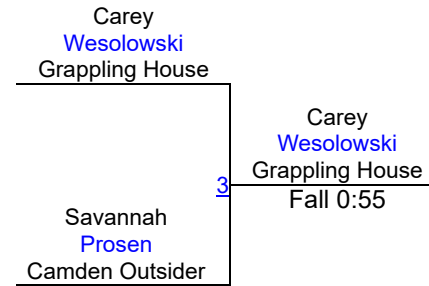 Carey
Wesolowski
Grappling House
Carey
Wesolowski
Grappling House
3
Fall 0:55
Savannah
Prosen
Camden Outsider